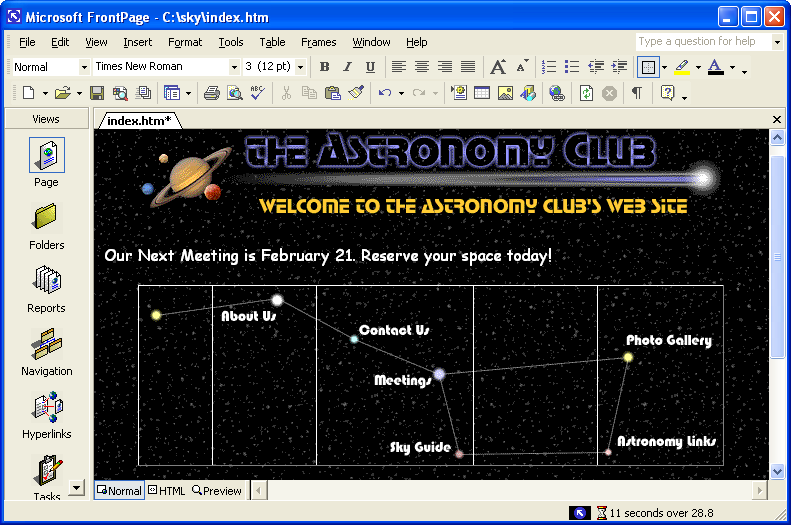 Microsoft FrontPage - C:\sky\index.htm
File Edit View Insert Format Tools Table Frames Window Help Type a question for help
Normal Times New Roman 3 (12 pt) B I U A A A
ABC
Views index.htm*
Page
Folders
Reports
Navigation
Hyperlinks
Tasks
the Astronomy Club
Welcome to the Astronomy Club's Web Site
Our Next Meeting is February 21. Reserve your space today!
About Us
Contact Us
Photo Gallery
Meetings
Sky Guide
Astronomy Links
Normal HTML Preview
11 seconds over 28.8